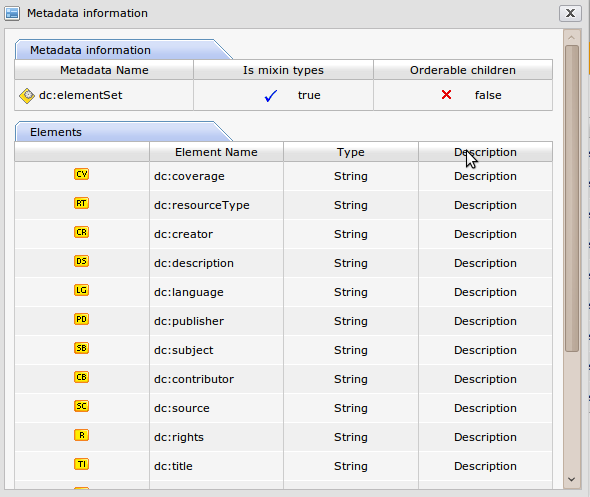 Metadata information
Metadata information
Metadata Name Is mixin types Orderable children
dc:elementSet true false
Elements
Element Name Type Description
CV dc:coverage String Description
RT dc:resourceType String Description
CR dc:creator String Description
DS dc:description String Description
LG dc:language String Description
PD dc:publisher String Description
SB dc:subject String Description
CB dc:contributor String Description
SC dc:source String Description
R dc:rights String Description
TI dc:title String Description